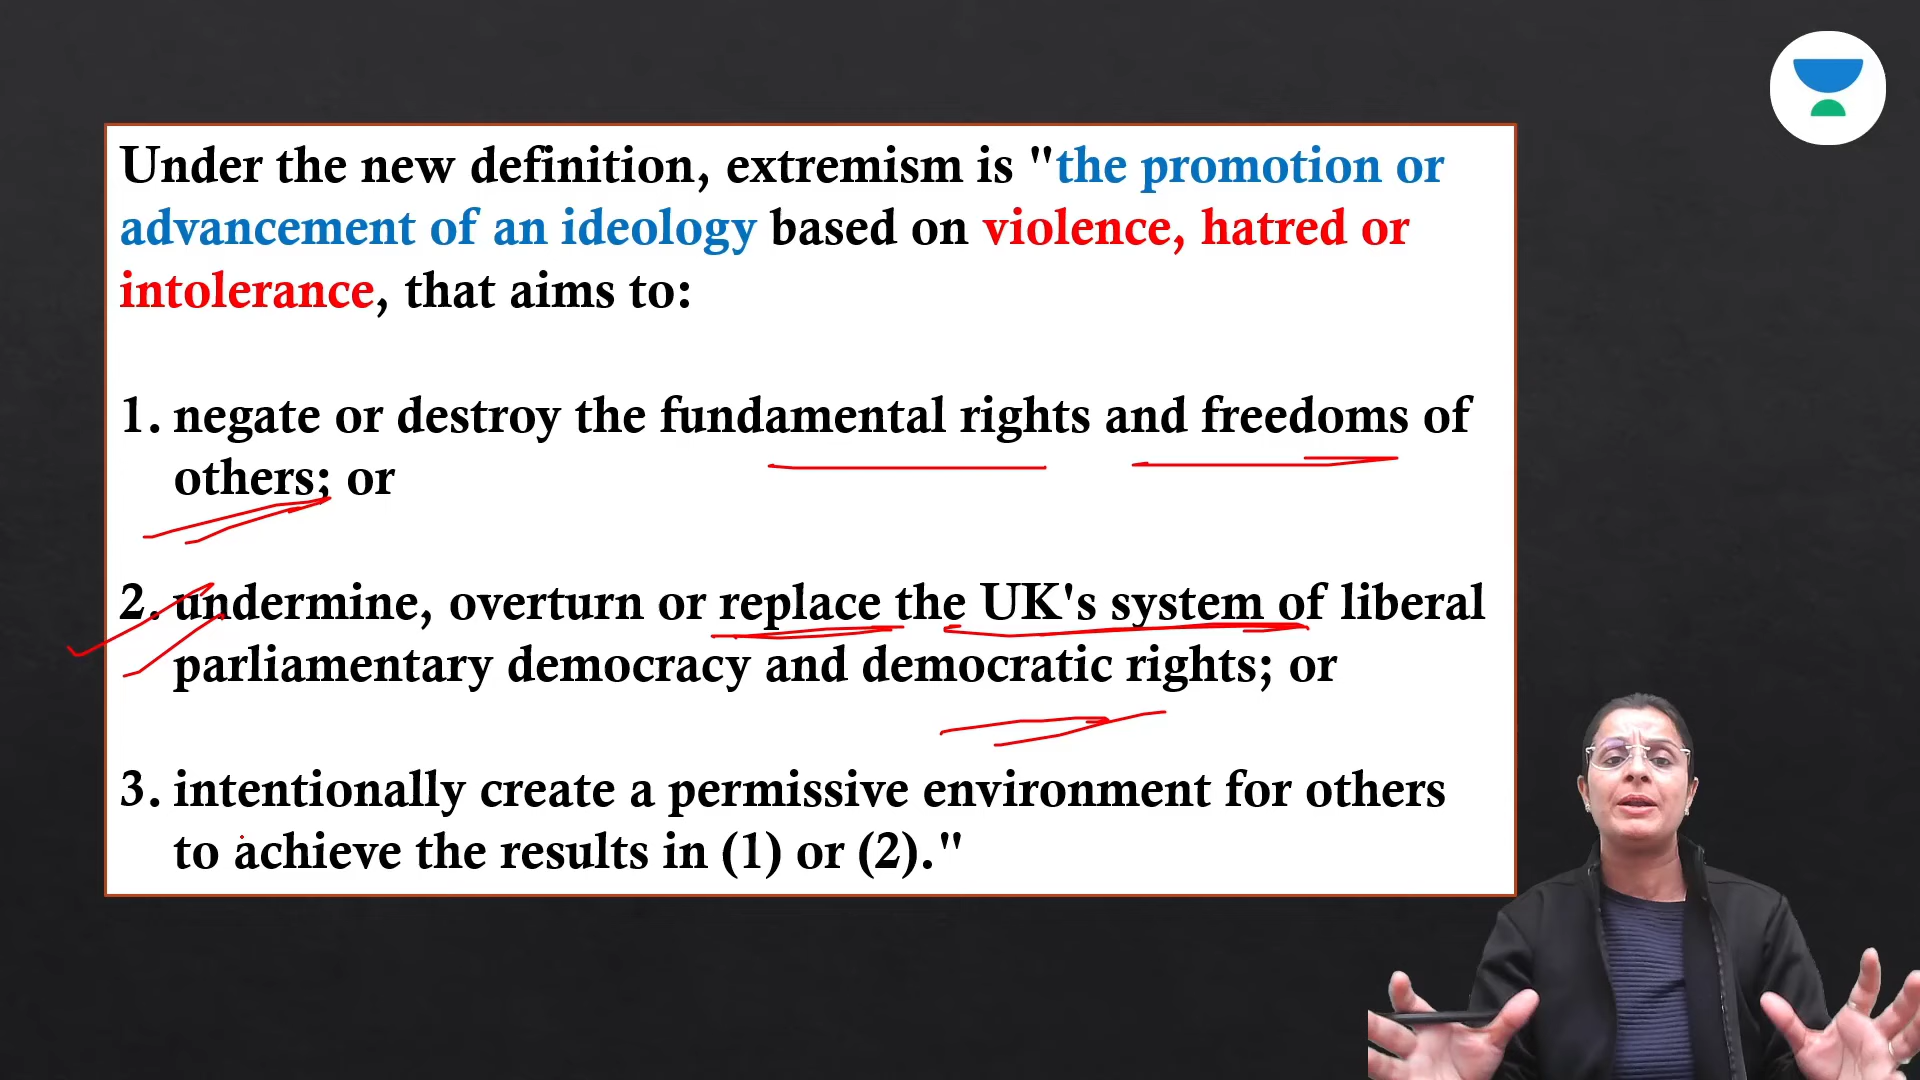 Under the new definition, extremism is "the promotion or
advancement of an ideology based on violence, hatred or
intolerance, that aims to:
1. negate or destroy the fundamental rights and freedoms of
others; or
2. undermine, overturn or replace the UK's system of liberal
parliamentary democracy and democratic rights; or
3. intentionally create a permissive environment for others
to achieve the results in (1) or (2)."